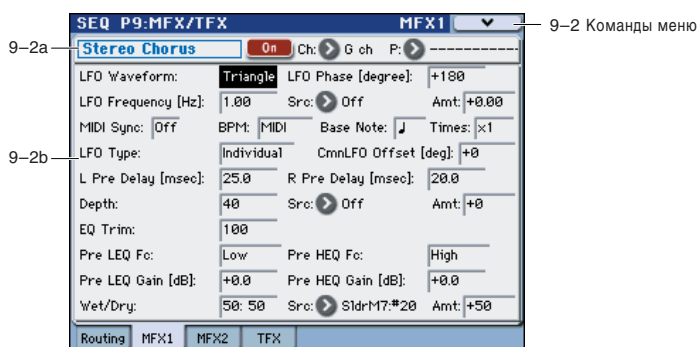 SEQ P9:MFX/TFX MFX1
9–2 Команды меню
9–2a Stereo Chorus On Ch: G ch P: -----------
LFO Waveform: Triangle LFO Phase [degree]: +180
LFO Frequency [Hz]: 1.00 Src: Off Amt: +0.00
MIDI Sync: Off BPM: MIDI Base Note: ♩ Times: x1
9–2b LFO Type: Individual CmnLFO Offset [deg]: +0
L Pre Delay [msec]: 25.0 R Pre Delay [msec]: 20.0
Depth: 40 Src: Off Amt: +0
EQ Trim: 100
Pre LEQ Fc: Low Pre HEQ Fc: High
Pre LEQ Gain [dB]: +0.0 Pre HEQ Gain [dB]: +0.0
Wet/Dry: 50: 50 Src: SldrM7:#20 Amt: +50
Routing MFX1 MFX2 TFX